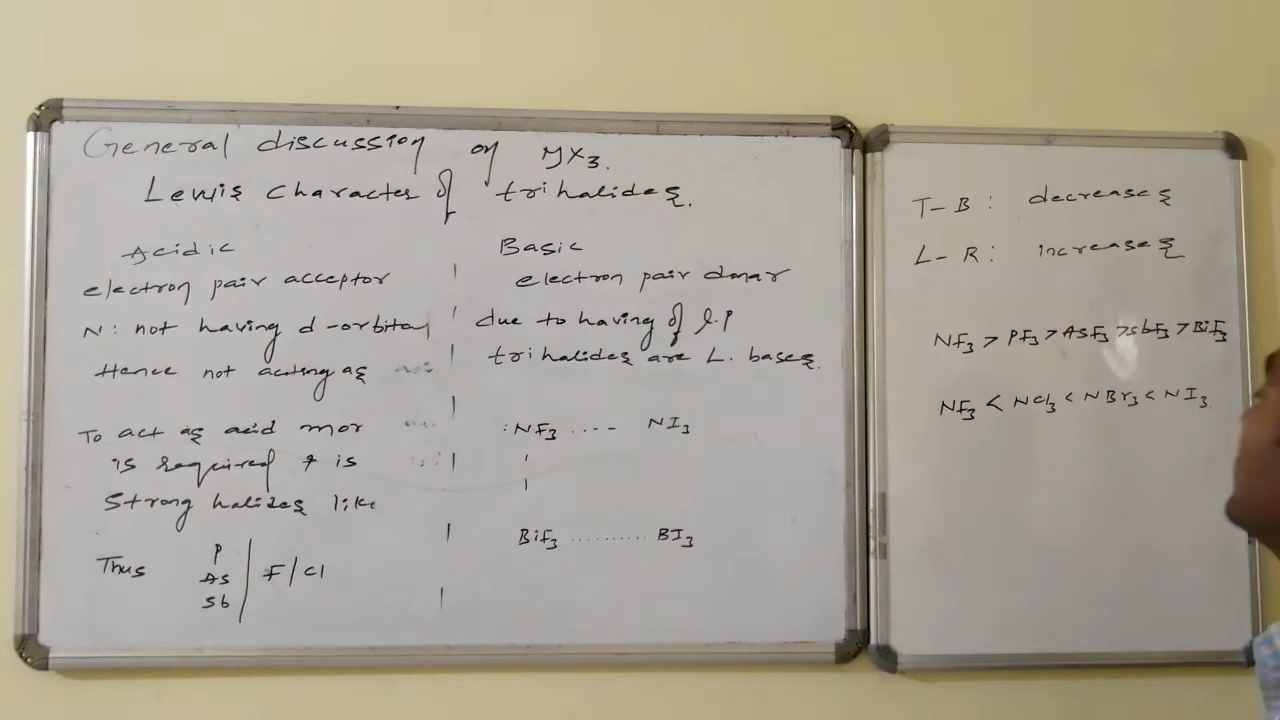 General discussion on MX₃.
Lewis character of trihalides.
Acidic
electron pair acceptor
N: not having d-orbital
Hence not acting as
To act as acid mor
is required & is
Strong halides like
Thus P As Sb | F/Cl
Basic
electron pair donar
due to having of l.p
trihalides are L. bases.
:NF₃ .... NI₃
BiF₃ .......... BI₃
T-B: decreases
L-R: increases
NF₃ > PF₃ > AsF₃ > sbF₃ > BiF₃
NF₃ < NCl₃ < NBr₃ < NI₃.